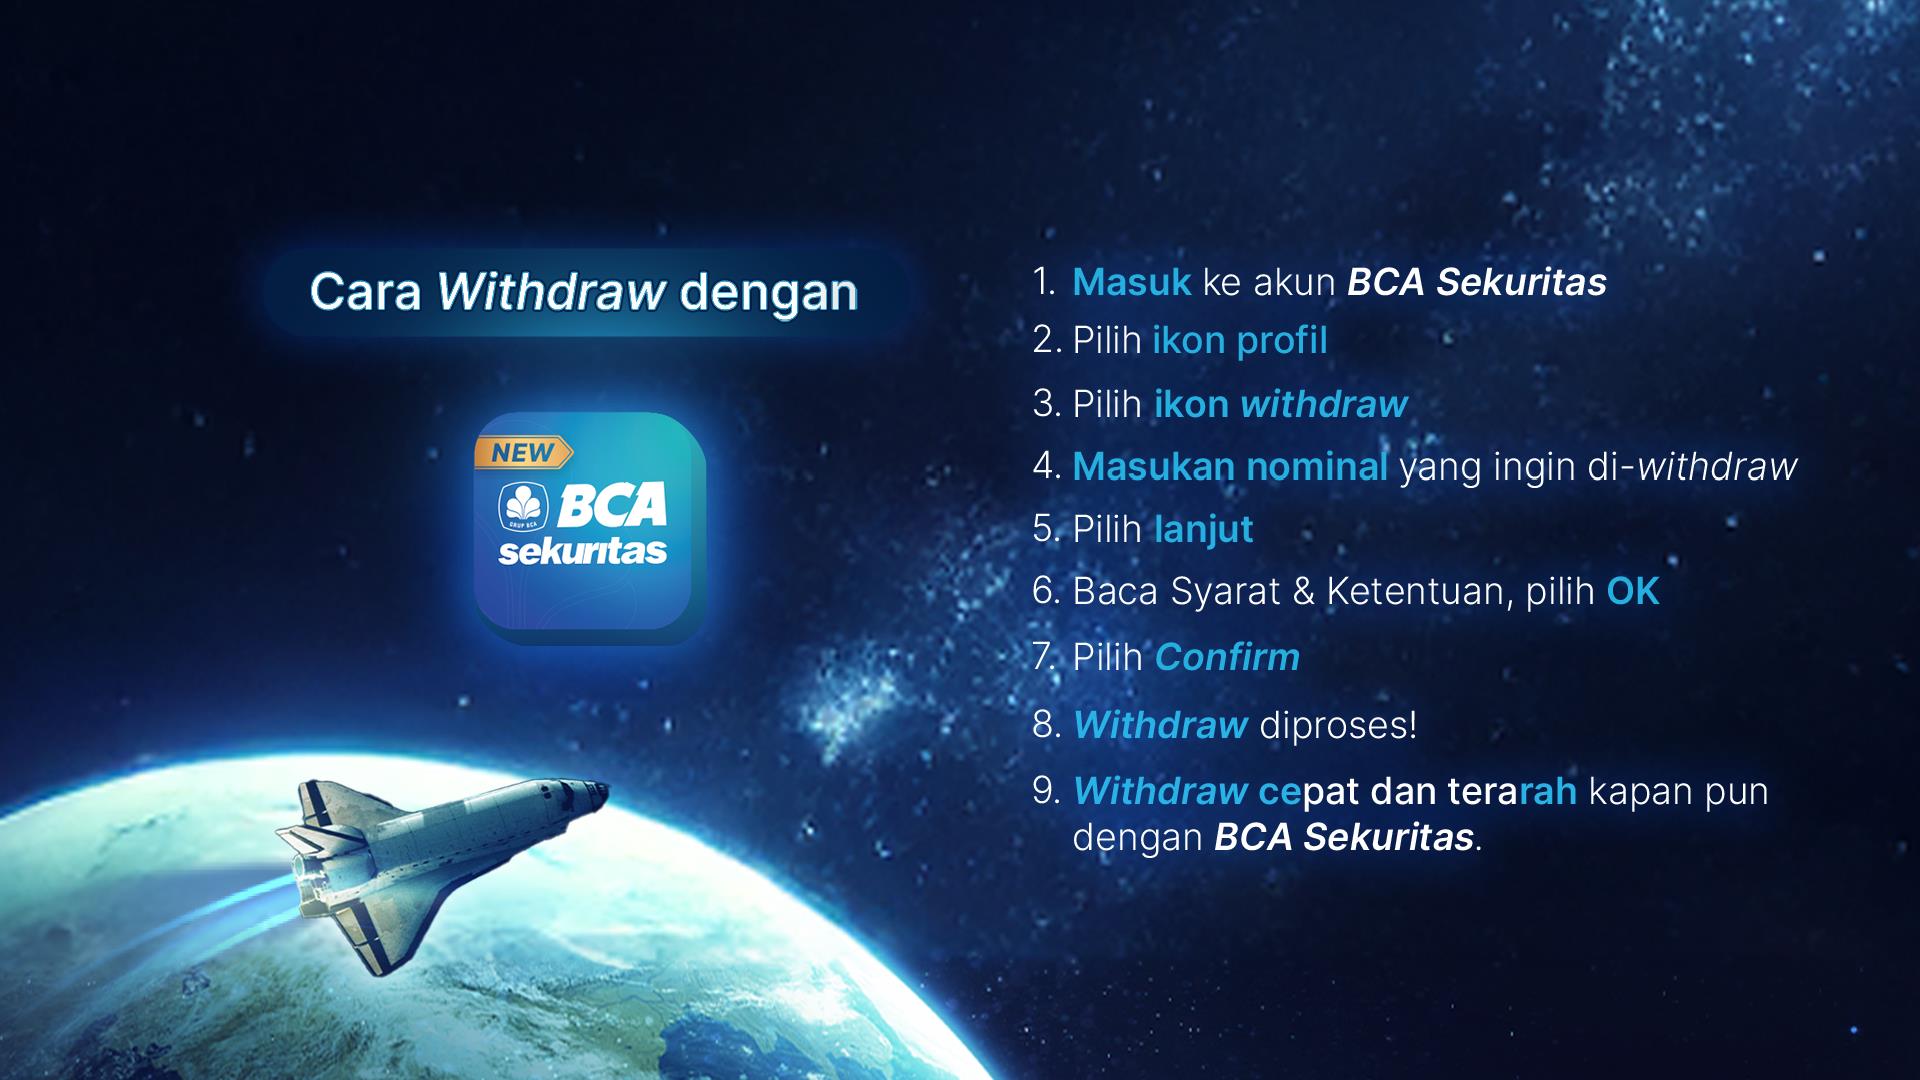 Cara Withdraw dengan
NEW
GRUP BCA
BCA
sekuritas
1. Masuk ke akun BCA Sekuritas
2. Pilih ikon profil
3. Pilih ikon withdraw
4. Masukan nominal yang ingin di-withdraw
5. Pilih lanjut
6. Baca Syarat & Ketentuan, pilih OK
7. Pilih Confirm
8. Withdraw diproses!
9. Withdraw cepat dan terarah kapan pun
dengan BCA Sekuritas.